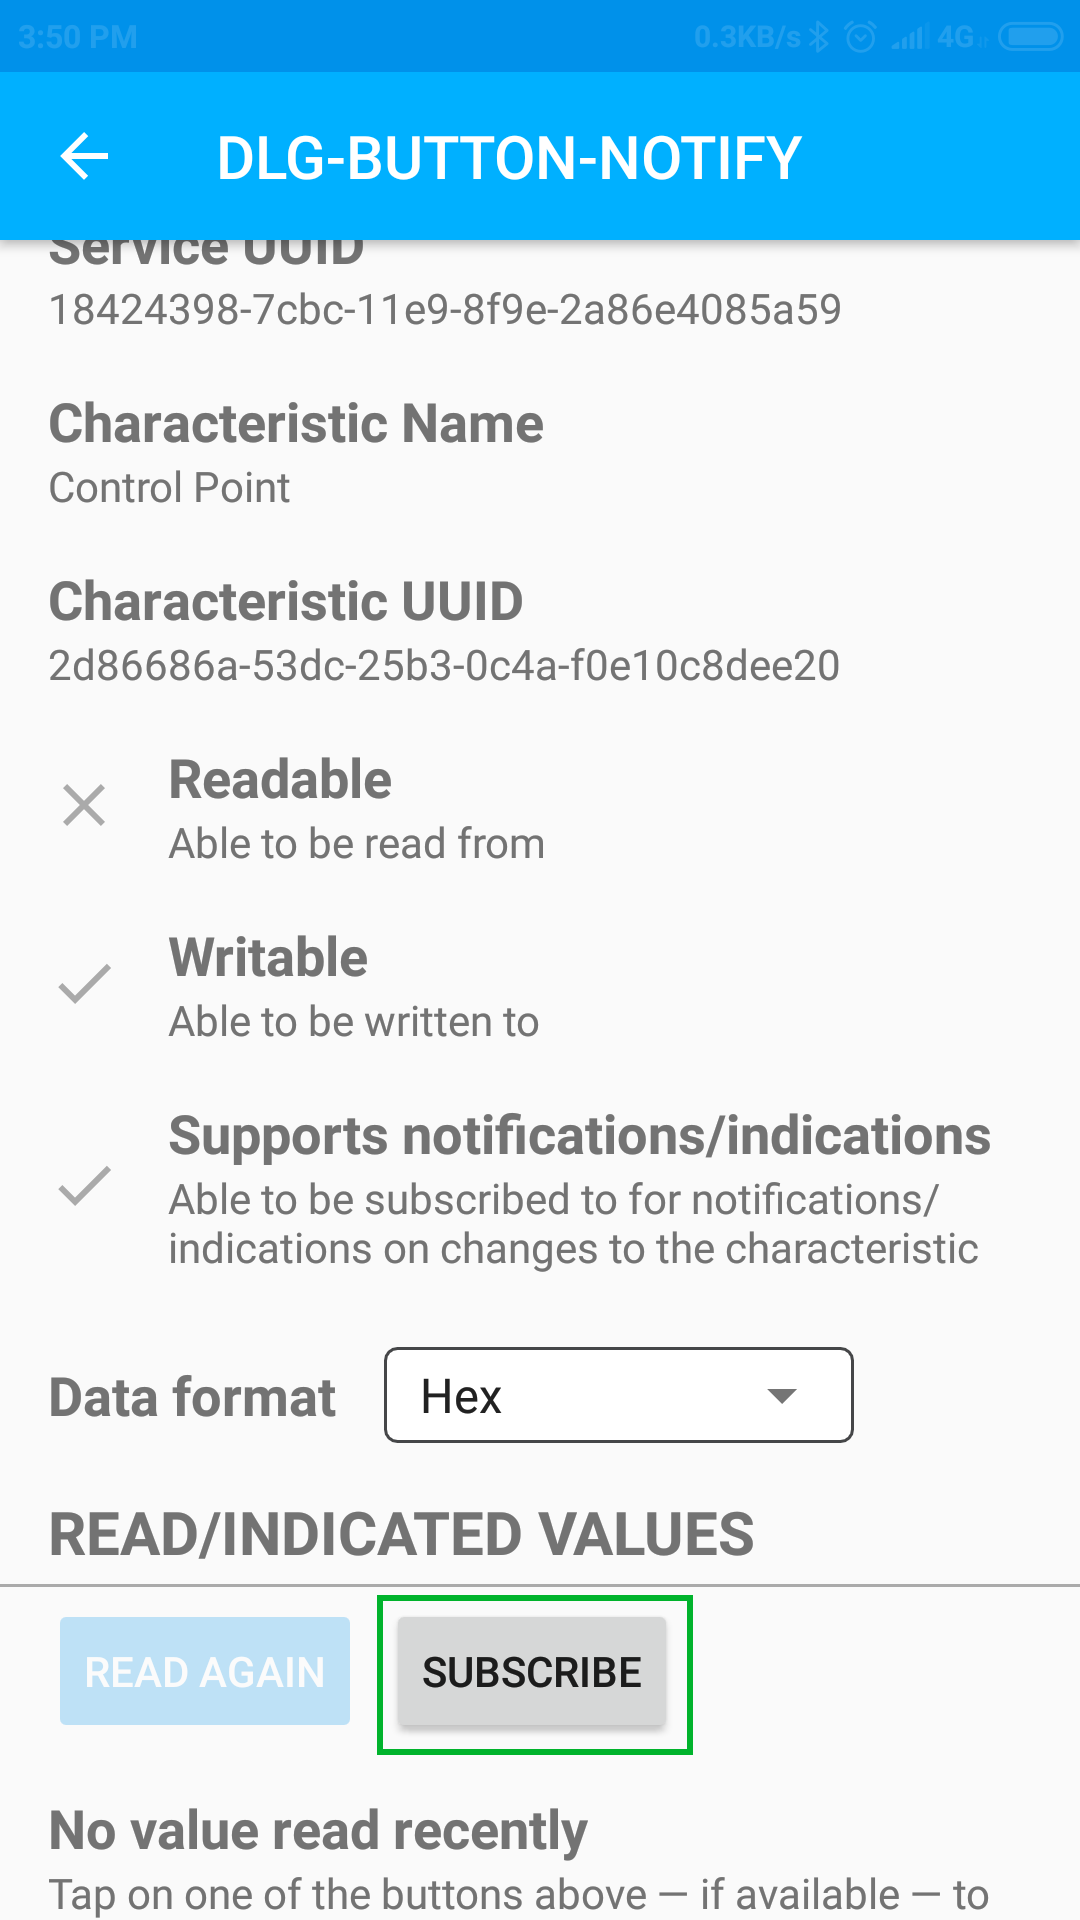 3:50 PM 0.3KB/s 4G
DLG-BUTTON-NOTIFY
Service UUID
18424398-7cbc-11e9-8f9e-2a86e4085a59
Characteristic Name
Control Point
Characteristic UUID
2d86686a-53dc-25b3-0c4a-f0e10c8dee20
Readable
Able to be read from
Writable
Able to be written to
Supports notifications/indications
Able to be subscribed to for notifications/
indications on changes to the characteristic
Data format Hex
READ/INDICATED VALUES
READ AGAIN SUBSCRIBE
No value read recently
Tap on one of the buttons above — if available — to